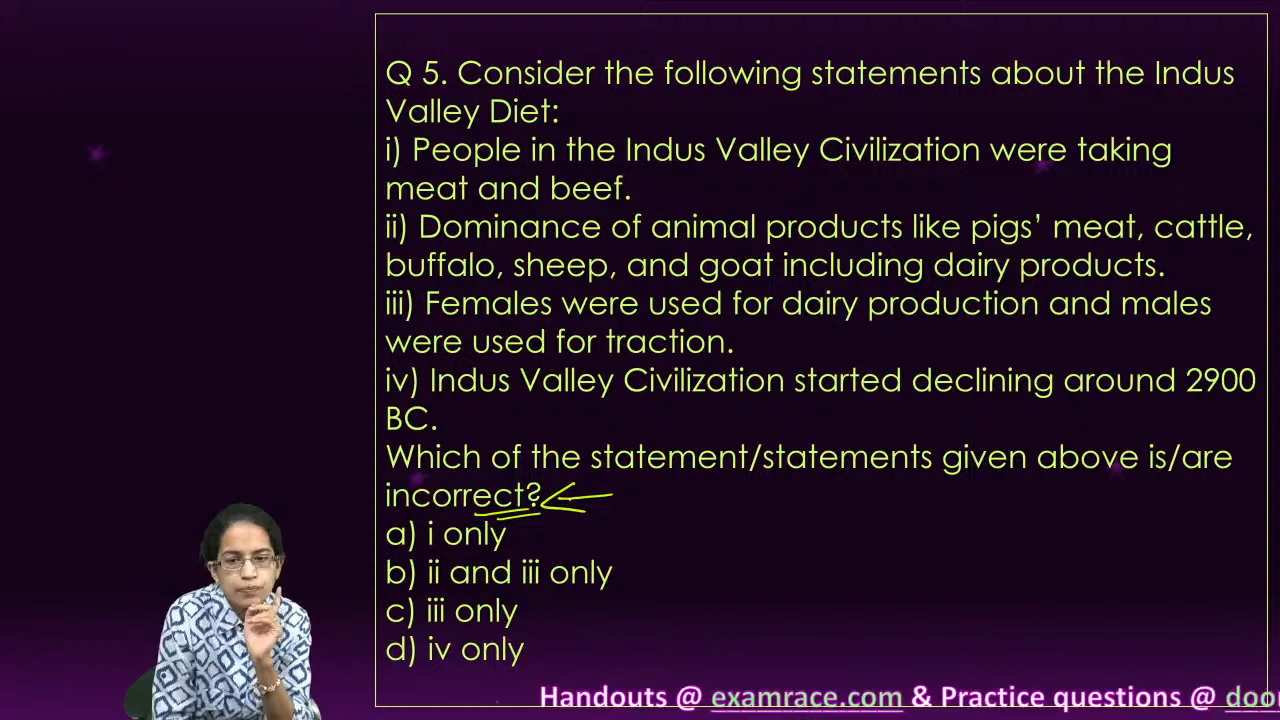 Q 5. Consider the following statements about the Indus
Valley Diet:
i) People in the Indus Valley Civilization were taking
meat and beef.
ii) Dominance of animal products like pigs’ meat, cattle,
buffalo, sheep, and goat including dairy products.
iii) Females were used for dairy production and males
were used for traction.
iv) Indus Valley Civilization started declining around 2900
BC.
Which of the statement/statements given above is/are
incorrect?
a) i only
b) ii and iii only
c) iii only
d) iv only
Handouts @ examrace.com & Practice questions @